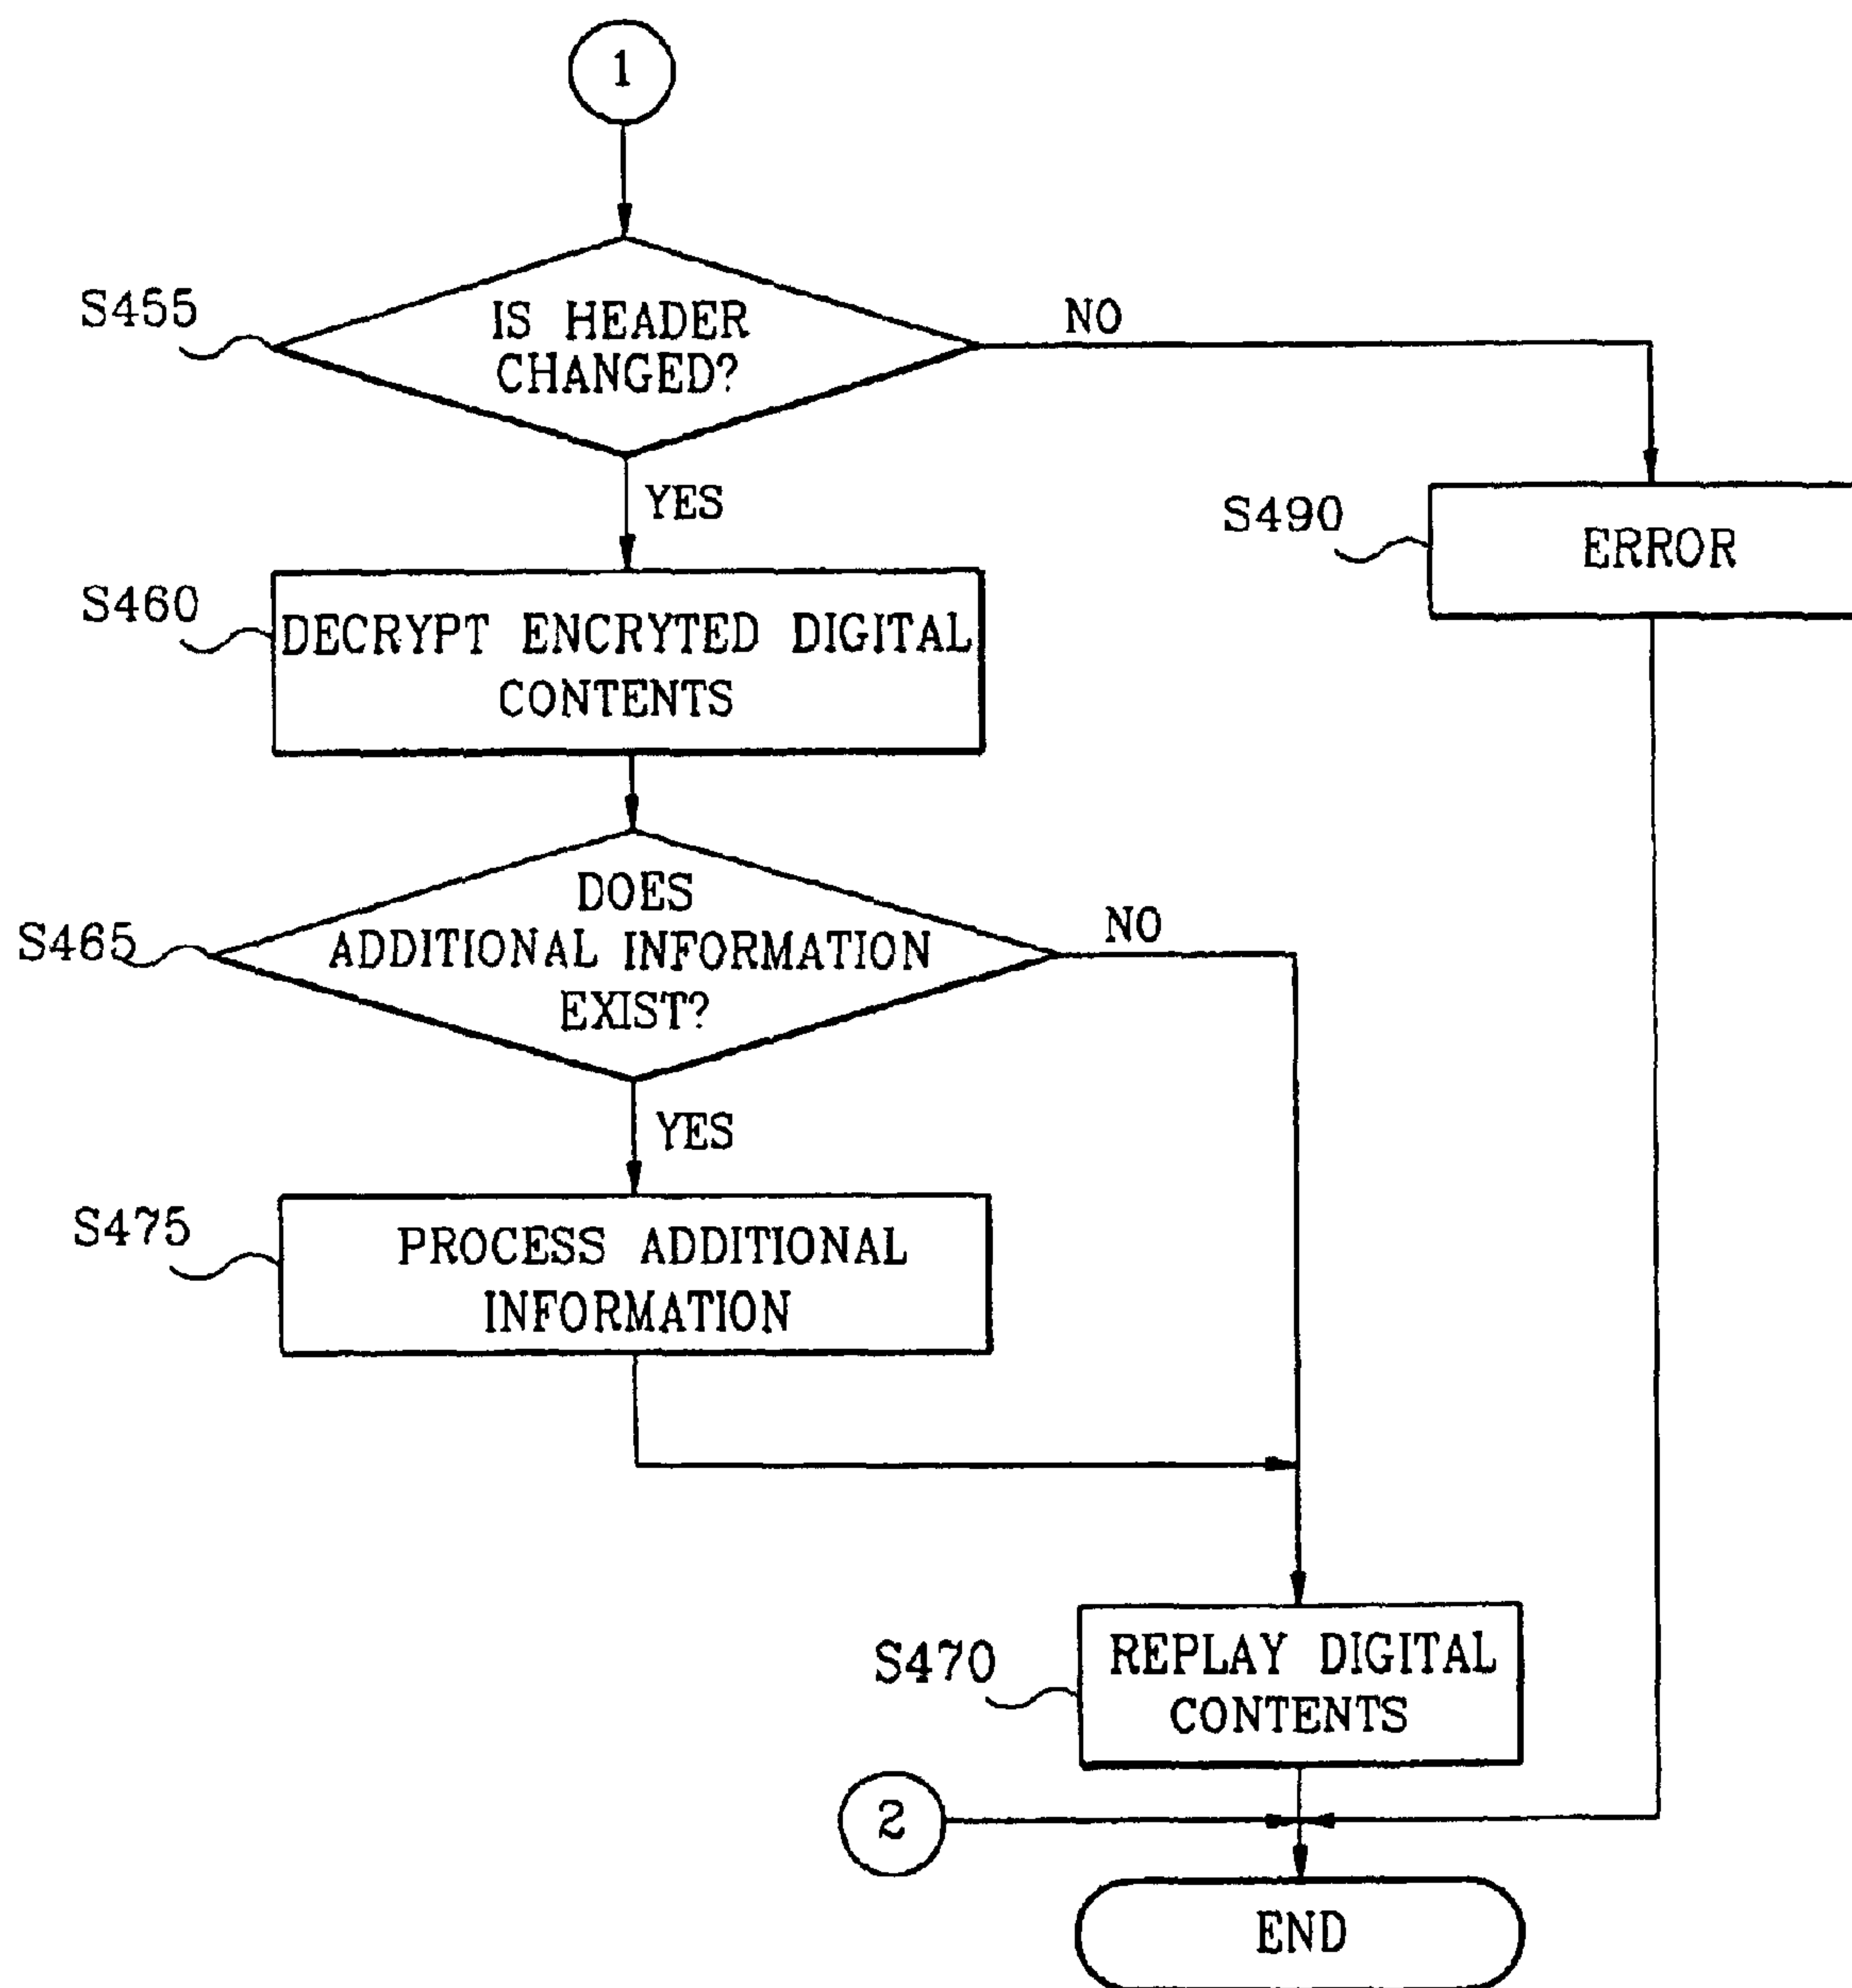 1
S455
IS HEADER
CHANGED?
NO
YES
S490
ERROR
S460
DECRYPT ENCRYTED DIGITAL
CONTENTS
S465
DOES
ADDITIONAL INFORMATION
EXIST?
NO
YES
S475
PROCESS ADDITIONAL
INFORMATION
S470
REPLAY DIGITAL
CONTENTS
2
END